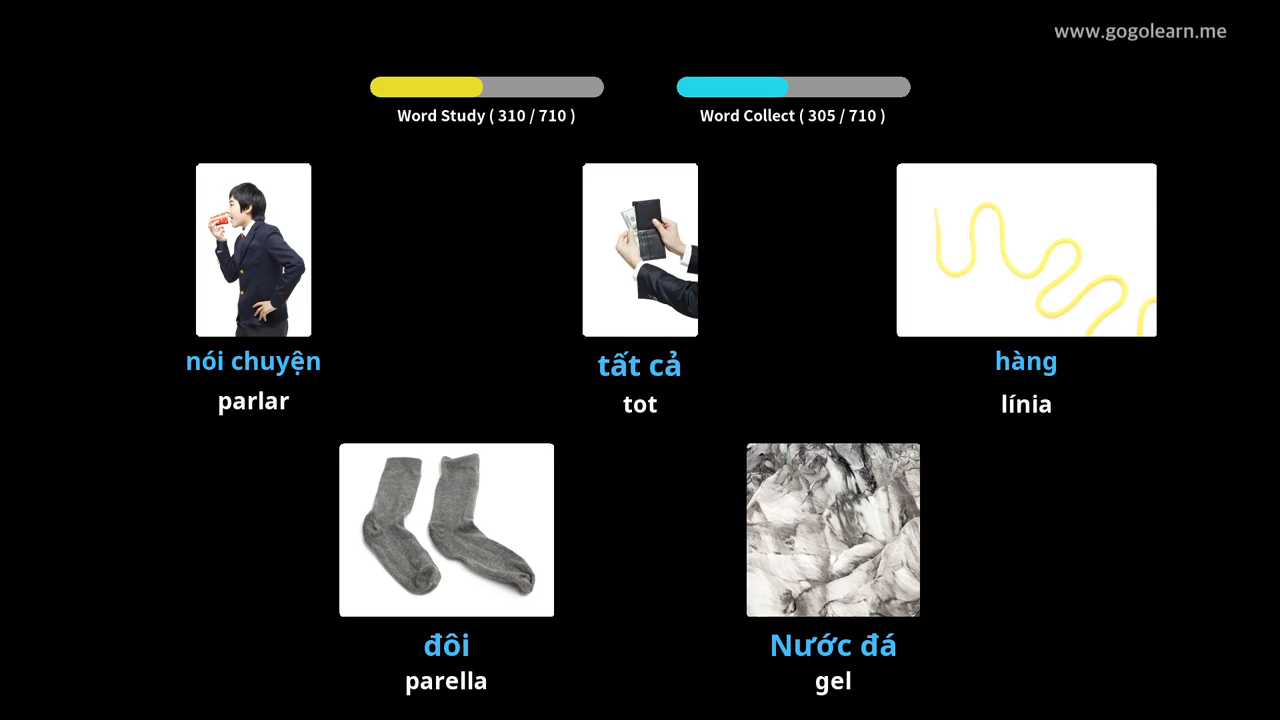 www.gogolearn.me
Word Study ( 310 / 710 )
Word Collect ( 305 / 710 )
nói chuyện
parlar
tất cả
tot
hàng
línia
đôi
parella
Nước đá
gel